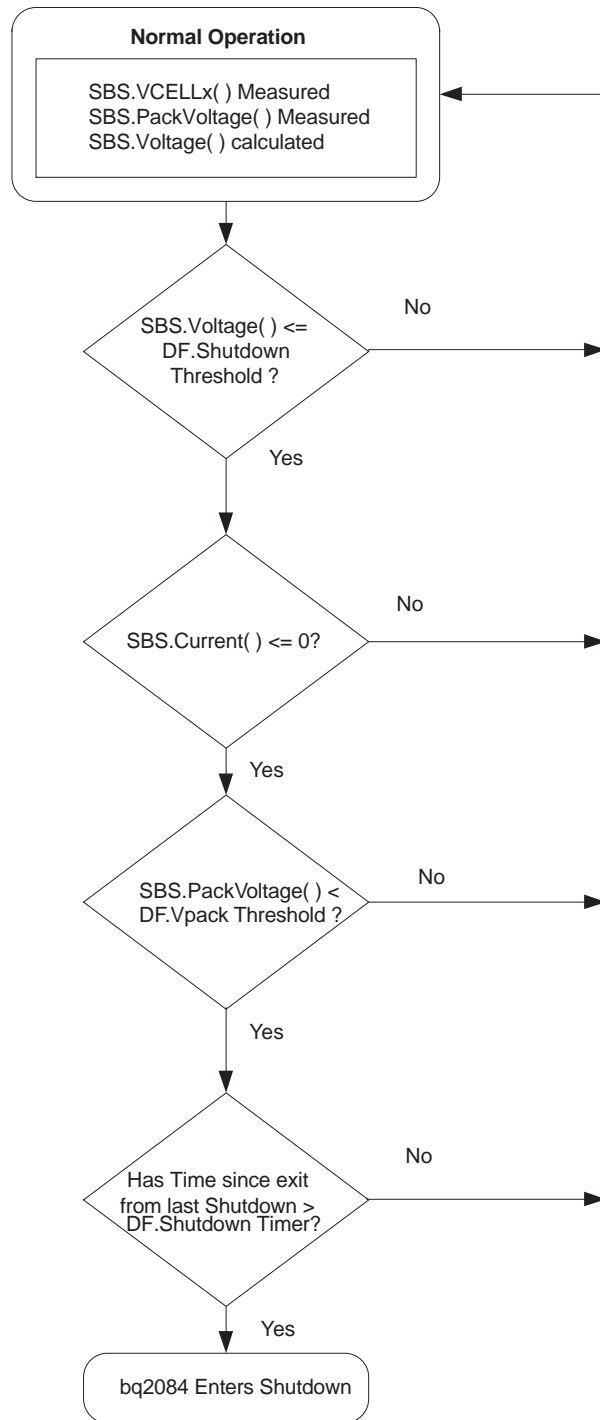 Normal Operation
SBS.VCELLx( ) Measured
SBS.PackVoltage( ) Measured
SBS.Voltage( ) calculated
SBS.Voltage( ) <=
DF.Shutdown
Threshold ?
No
Yes
SBS.Current( ) <= 0?
No
Yes
SBS.PackVoltage( ) <
DF.Vpack Threshold ?
No
Yes
Has Time since exit
from last Shutdown >
DF.Shutdown Timer?
No
Yes
bq2084 Enters Shutdown